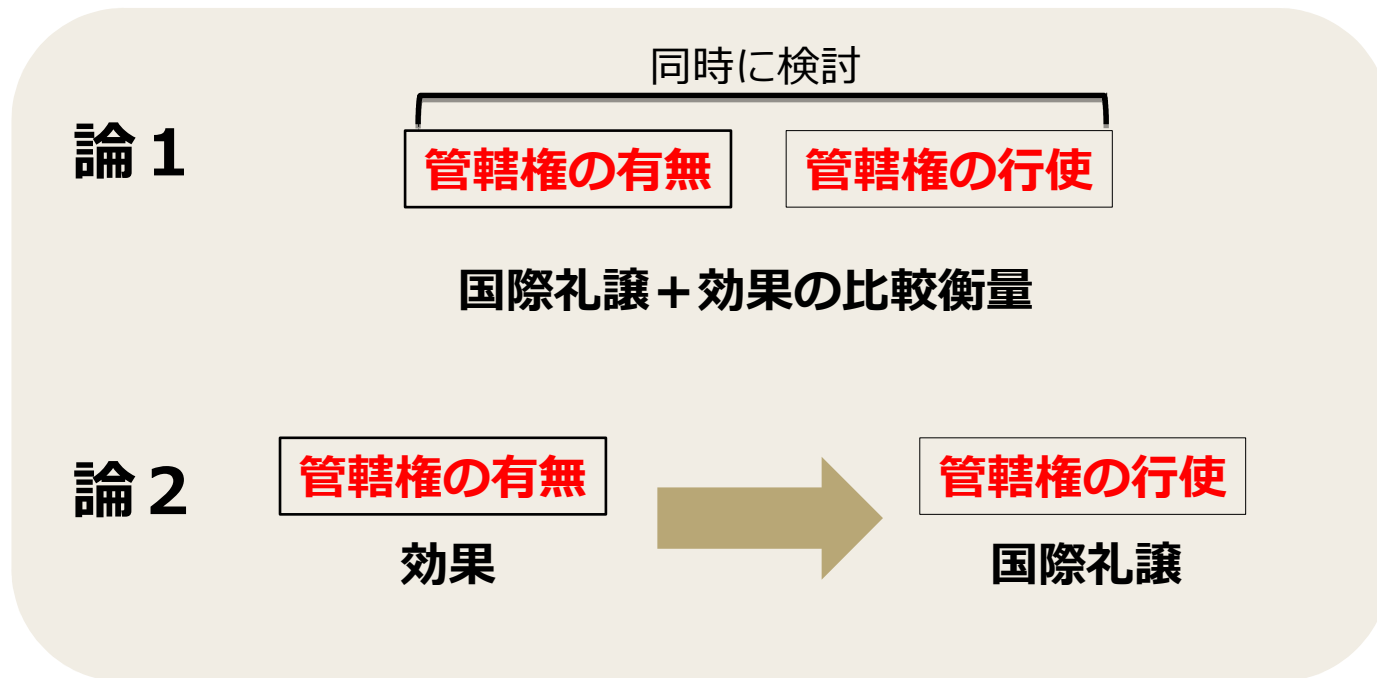 同時に検討
論１
管轄権の有無
管轄権の行使
国際礼譲＋効果の比較衡量
論２
管轄権の有無
管轄権の行使
効果
国際礼譲